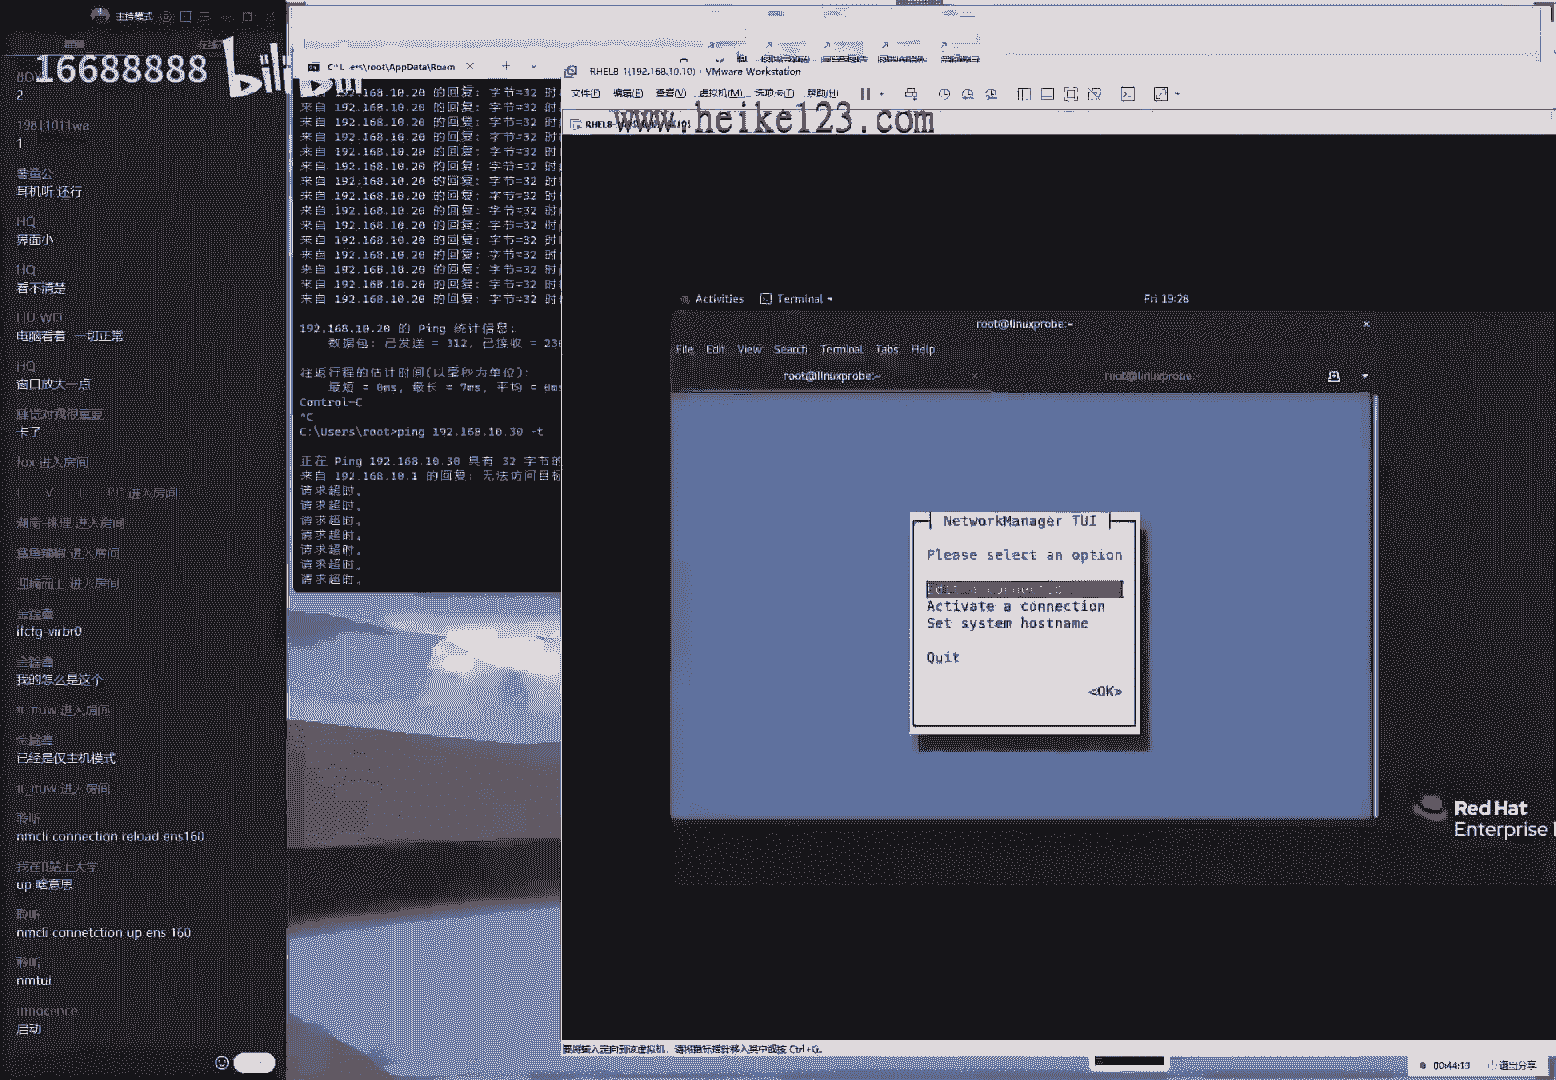 主持模式
16688888
bilibili
2
19811011wa
1
耳机听 还行
HQ
界面小
HQ
看不清楚
电脑看着 一切正常
HQ
窗口放大一点
睡觉对我很重要
卡了
fox 进入房间
进入房间
进入房间
进入房间
进入房间
ifcfg-virbr0
我的怎么是这个
进入房间
已经是仅主机模式
进入房间
聆听
nmcli connection reload ens160
我在B站上大学
up 啥意思
聆听
nmcli connetction up ens 160
聆听
nmtui
innocence
启动
root\AppData\Roam
192.168.10.20 的回复: 字节=32 时
来自 192.168.10.20 的回复: 字节=32 时
来自 192.168.10.20 的回复: 字节=32 时
来自 192.168.10.20 的回复: 字节=32 时
来自 192.168.10.20 的回复: 字节=32 时
来自 192.168.10.20 的回复: 字节=32 时
来自 192.168.10.20 的回复: 字节=32 时
来自 192.168.10.20 的回复: 字节=32 时
来自 192.168.10.20 的回复: 字节=32 时
来自 192.168.10.20 的回复: 字节=32 时
来自 192.168.10.20 的回复: 字节=32 时
来自 192.168.10.20 的回复: 字节=32 时
来自 192.168.10.20 的回复: 字节=32 时
来自 192.168.10.20 的回复: 字节=32 时
来自 192.168.10.20 的回复: 字节=32 时
192.168.10.20 的 Ping 统计信息:
数据包: 已发送 = 312, 已接收 = 230
往返行程的估计时间(以毫秒为单位):
最短 = 0ms, 最长 = 7ms, 平均 = 0ms
Control-C
^C
C:\Users\root>ping 192.168.10.30 -t
正在 Ping 192.168.10.30 具有 32 字节的
来自 192.168.10.1 的回复: 无法访问目标
请求超时。
请求超时。
请求超时。
请求超时。
请求超时。
请求超时。
请求超时。
RHEL8-1(192.168.10.10) - VMware Workstation
文件(F) 编辑(E) 查看(V) 虚拟机(M) 选项卡(T) 帮助(H)
www.heike123.com
Activities Terminal Fri 19:28
root@linuxprobe:~
File Edit View Search Terminal Tabs Help
root@linuxprobe:~ root@linuxprobe:~
NetworkManager TUI
Please select an option
Activate a connection
Set system hostname
Quit
<OK>
Red Hat
Enterprise
要将输入定向到该虚拟机，请将鼠标指针移入其中或按 Ctrl+G。
00:44:13 退出分享